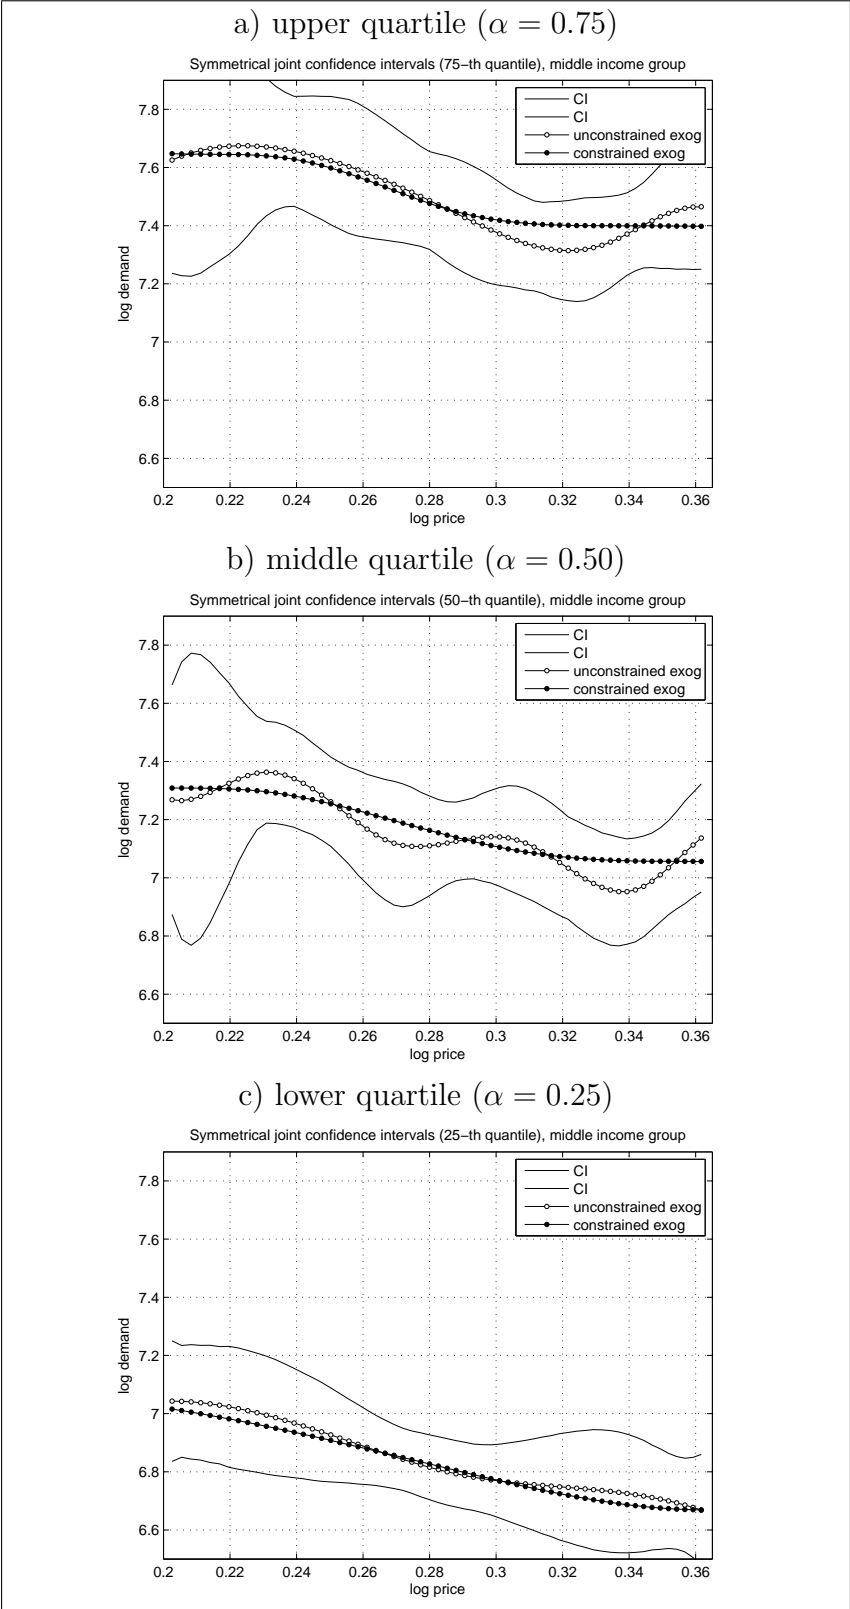 a) upper quartile (α = 0.75)
Symmetrical joint confidence intervals (75−th quantile), middle income group
CI
CI
unconstrained exog
constrained exog
7.8
7.6
7.4
7.2
7
6.8
6.6
log demand
0.2 0.22 0.24 0.26 0.28 0.3 0.32 0.34 0.36
log price
b) middle quartile (α = 0.50)
Symmetrical joint confidence intervals (50−th quantile), middle income group
CI
CI
unconstrained exog
constrained exog
7.8
7.6
7.4
7.2
7
6.8
6.6
log demand
0.2 0.22 0.24 0.26 0.28 0.3 0.32 0.34 0.36
log price
c) lower quartile (α = 0.25)
Symmetrical joint confidence intervals (25−th quantile), middle income group
CI
CI
unconstrained exog
constrained exog
7.8
7.6
7.4
7.2
7
6.8
6.6
log demand
0.2 0.22 0.24 0.26 0.28 0.3 0.32 0.34 0.36
log price